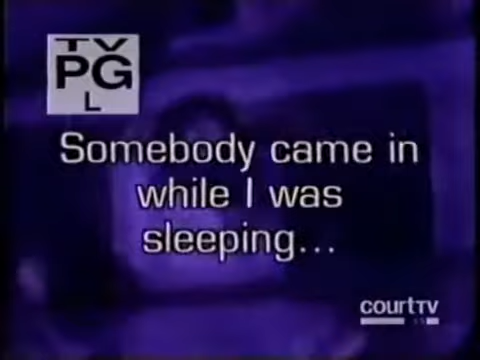 TV
PG
L
Somebody came in
while I was
sleeping...
courtTV